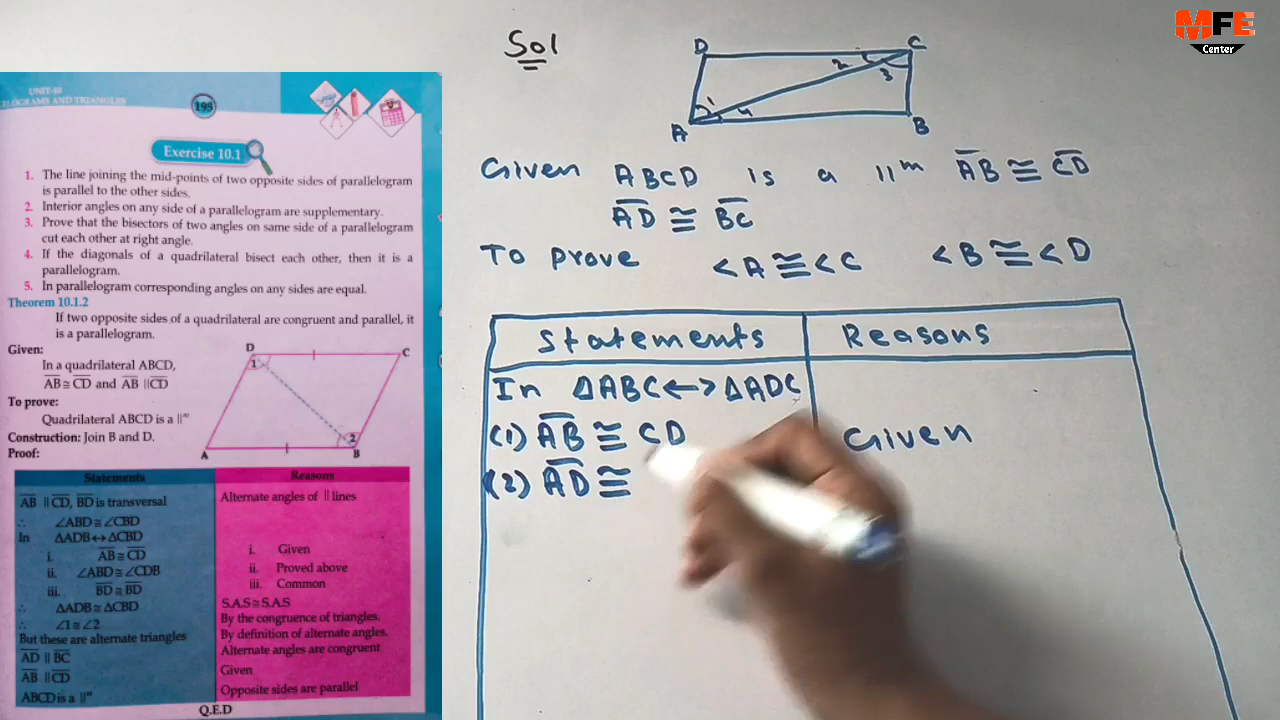 MFE
Center
Sol
D
C
2
3
1
4
A
B
Given ABCD is a ||ᵐ AB ≅ CD
AD ≅ BC
To prove <A ≅ <C <B ≅ <D
Statements Reasons
In ΔABC <-> ΔADC
(1) AB ≅ CD Given
(2) AD ≅
UNIT-10
199
Exercise 10.1
1. The line joining the mid-points of two opposite sides of parallelogram
is parallel to the other sides.
2. Interior angles on any side of a parallelogram are supplementary.
3. Prove that the bisectors of two angles on same side of a parallelogram
cut each other at right angle.
4. If the diagonals of a quadrilateral bisect each other, then it is a
parallelogram.
5. In parallelogram corresponding angles on any sides are equal.
Theorem 10.1.2
If two opposite sides of a quadrilateral are congruent and parallel, it
is a parallelogram.
Given:
In a quadrilateral ABCD,
AB ≅ CD and AB ||CD
To prove:
Quadrilateral ABCD is a ||ᵐ
Construction: Join B and D.
Proof:
D
C
1
2
A
B
Statements Reasons
AB || CD, BD is transversal Alternate angles of || lines
∴ ∠ABD ≅ ∠CBD
In ΔADB ↔ ΔCBD
i. AB ≅ CD i. Given
ii. ∠ABD ≅ ∠CDB ii. Proved above
iii. BD ≅ BD iii. Common
∴ ΔADB ≅ ΔCBD S.A.S ≅ S.A.S
∴ ∠1 ≅ ∠2 By the congruence of triangles.
But these are alternate triangles By definition of alternate angles.
AD || BC Alternate angles are congruent
AB || CD Given
ABCD is a ||ᵐ Opposite sides are parallel
Q.E.D